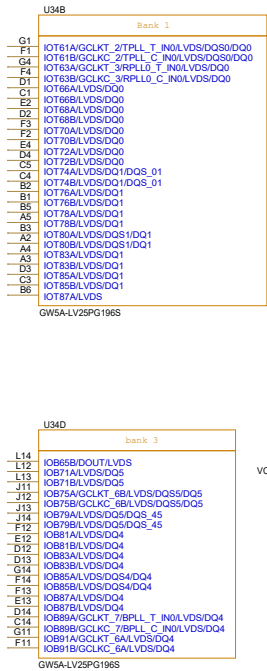 U34B
Bank 1
G1 IOT61A/GCLKT_2/TPLL_T_IN0/LVDS/DQS0/DQ0
F1 IOT61B/GCLKC_2/TPLL_C_IN0/LVDS/DQS0/DQ0
G4 IOT63A/GCLKT_3/RPLL0_T_IN0/LVDS/DQ0
F4 IOT63B/GCLKC_3/RPLL0_C_IN0/LVDS/DQ0
D1 IOT66A/LVDS/DQ0
C1 IOT66B/LVDS/DQ0
E2 IOT68A/LVDS/DQ0
D2 IOT68B/LVDS/DQ0
F3 IOT70A/LVDS/DQ0
F2 IOT70B/LVDS/DQ0
E4 IOT72A/LVDS/DQ0
D4 IOT72B/LVDS/DQ0
C5 IOT74A/LVDS/DQ1/DQS_01
C4 IOT74B/LVDS/DQ1/DQS_01
B2 IOT76A/LVDS/DQ1
B1 IOT76B/LVDS/DQ1
B5 IOT78A/LVDS/DQ1
A5 IOT78B/LVDS/DQ1
B3 IOT80A/LVDS/DQS1/DQ1
A2 IOT80B/LVDS/DQS1/DQ1
A4 IOT83A/LVDS/DQ1
A3 IOT83B/LVDS/DQ1
D3 IOT85A/LVDS/DQ1
C3 IOT85B/LVDS/DQ1
B6 IOT87A/LVDS
GW5A-LV25PG196S
U34D
bank 3
L14 IOB65B/DOUT/LVDS
L12 IOB71A/LVDS/DQ5
L13 IOB71B/LVDS/DQ5
J11 IOB75A/GCLKT_6B/LVDS/DQS5/DQ5
J12 IOB75B/GCLKC_6B/LVDS/DQS5/DQ5
J13 IOB79A/LVDS/DQ5/DQS_45
J14 IOB79B/LVDS/DQ5/DQS_45
F12 IOB81A/LVDS/DQ4
E12 IOB81B/LVDS/DQ4
D12 IOB83A/LVDS/DQ4
D13 IOB83B/LVDS/DQ4
G14 IOB85A/LVDS/DQS4/DQ4
F14 IOB85B/LVDS/DQS4/DQ4
F13 IOB87A/LVDS/DQ4
E13 IOB87B/LVDS/DQ4
D14 IOB89A/GCLKT_7/BPLL_T_IN0/LVDS/DQ4
C14 IOB89B/GCLKC_7/BPLL_C_IN0/LVDS/DQ4
G11 IOB91A/GCLKT_6A/LVDS/DQ4
F11 IOB91B/GCLKC_6A/LVDS/DQ4
GW5A-LV25PG196S